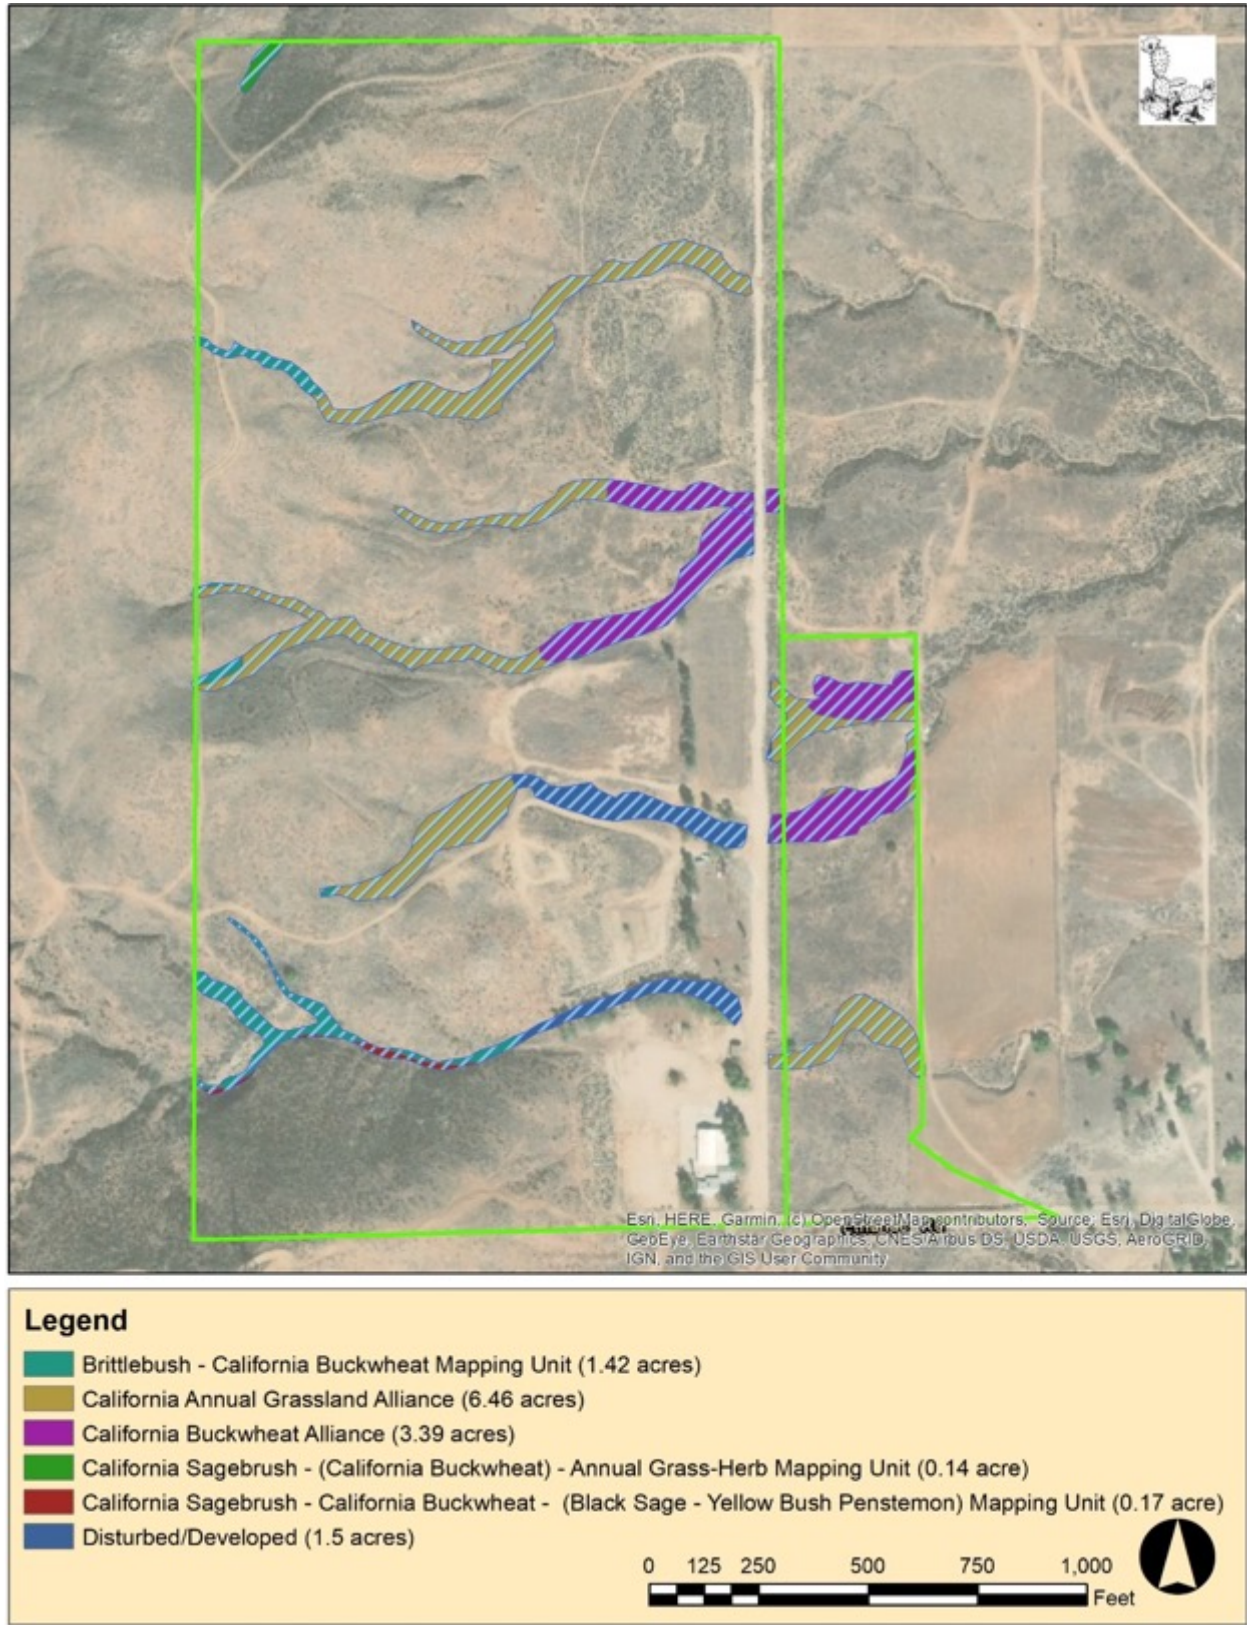 Esri, HERE, Garmin, (c) OpenStreetMap contributors, Source: Esri, DigitalGlobe,
GeoEye, Earthstar Geographics, CNES/Airbus DS, USDA, USGS, AeroGRID,
IGN, and the GIS User Community
Legend
Brittlebush - California Buckwheat Mapping Unit (1.42 acres)
California Annual Grassland Alliance (6.46 acres)
California Buckwheat Alliance (3.39 acres)
California Sagebrush - (California Buckwheat) - Annual Grass-Herb Mapping Unit (0.14 acre)
California Sagebrush - California Buckwheat - (Black Sage - Yellow Bush Penstemon) Mapping Unit (0.17 acre)
Disturbed/Developed (1.5 acres)
0 125 250 500 750 1,000
Feet